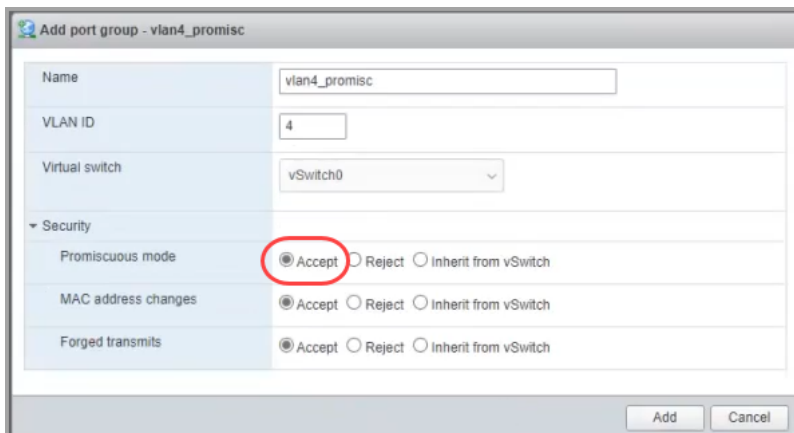 Add port group - vlan4_promisc
Name vlan4_promisc
VLAN ID 4
Virtual switch vSwitch0
Security
Promiscuous mode Accept Reject Inherit from vSwitch
MAC address changes Accept Reject Inherit from vSwitch
Forged transmits Accept Reject Inherit from vSwitch
Add Cancel